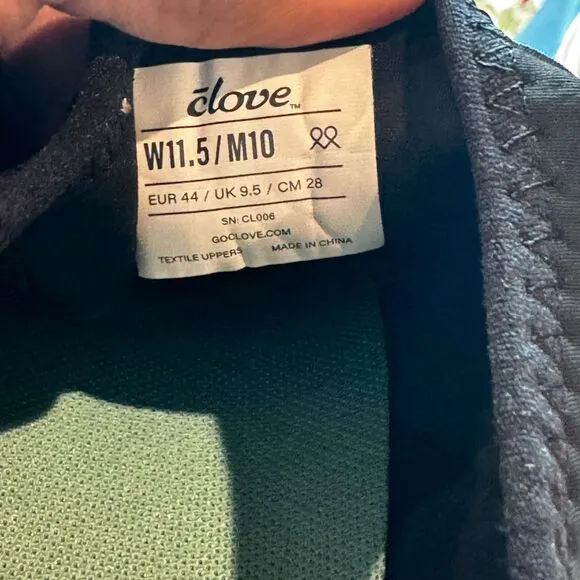 clove™
W11.5/M10
EUR 44 / UK 9.5 / CM 28
SN: CL006
GOCLOVE.COM
TEXTILE UPPERS MADE IN CHINA